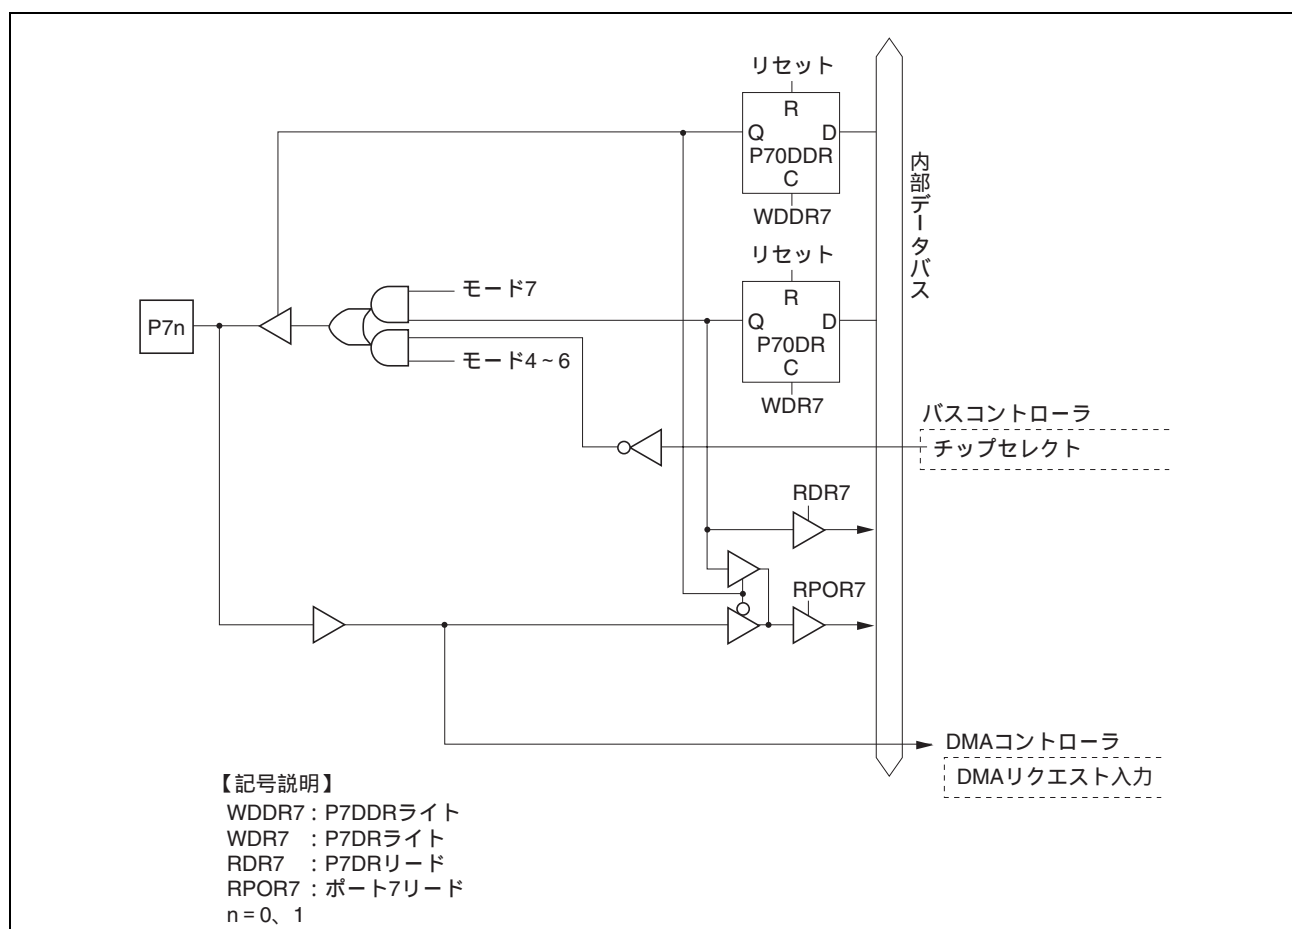 リセット
R
Q D
P70DDR
C
WDDR7
内部データバス
リセット
R
Q D
P70DR
C
WDR7
モード7
P7n
モード4~6
バスコントローラ
チップセレクト
RDR7
RPOR7
DMAコントローラ
DMAリクエスト入力
【記号説明】
WDDR7 : P7DDRライト
WDR7 : P7DRライト
RDR7 : P7DRリード
RPOR7 : ポート7リード
n = 0、1